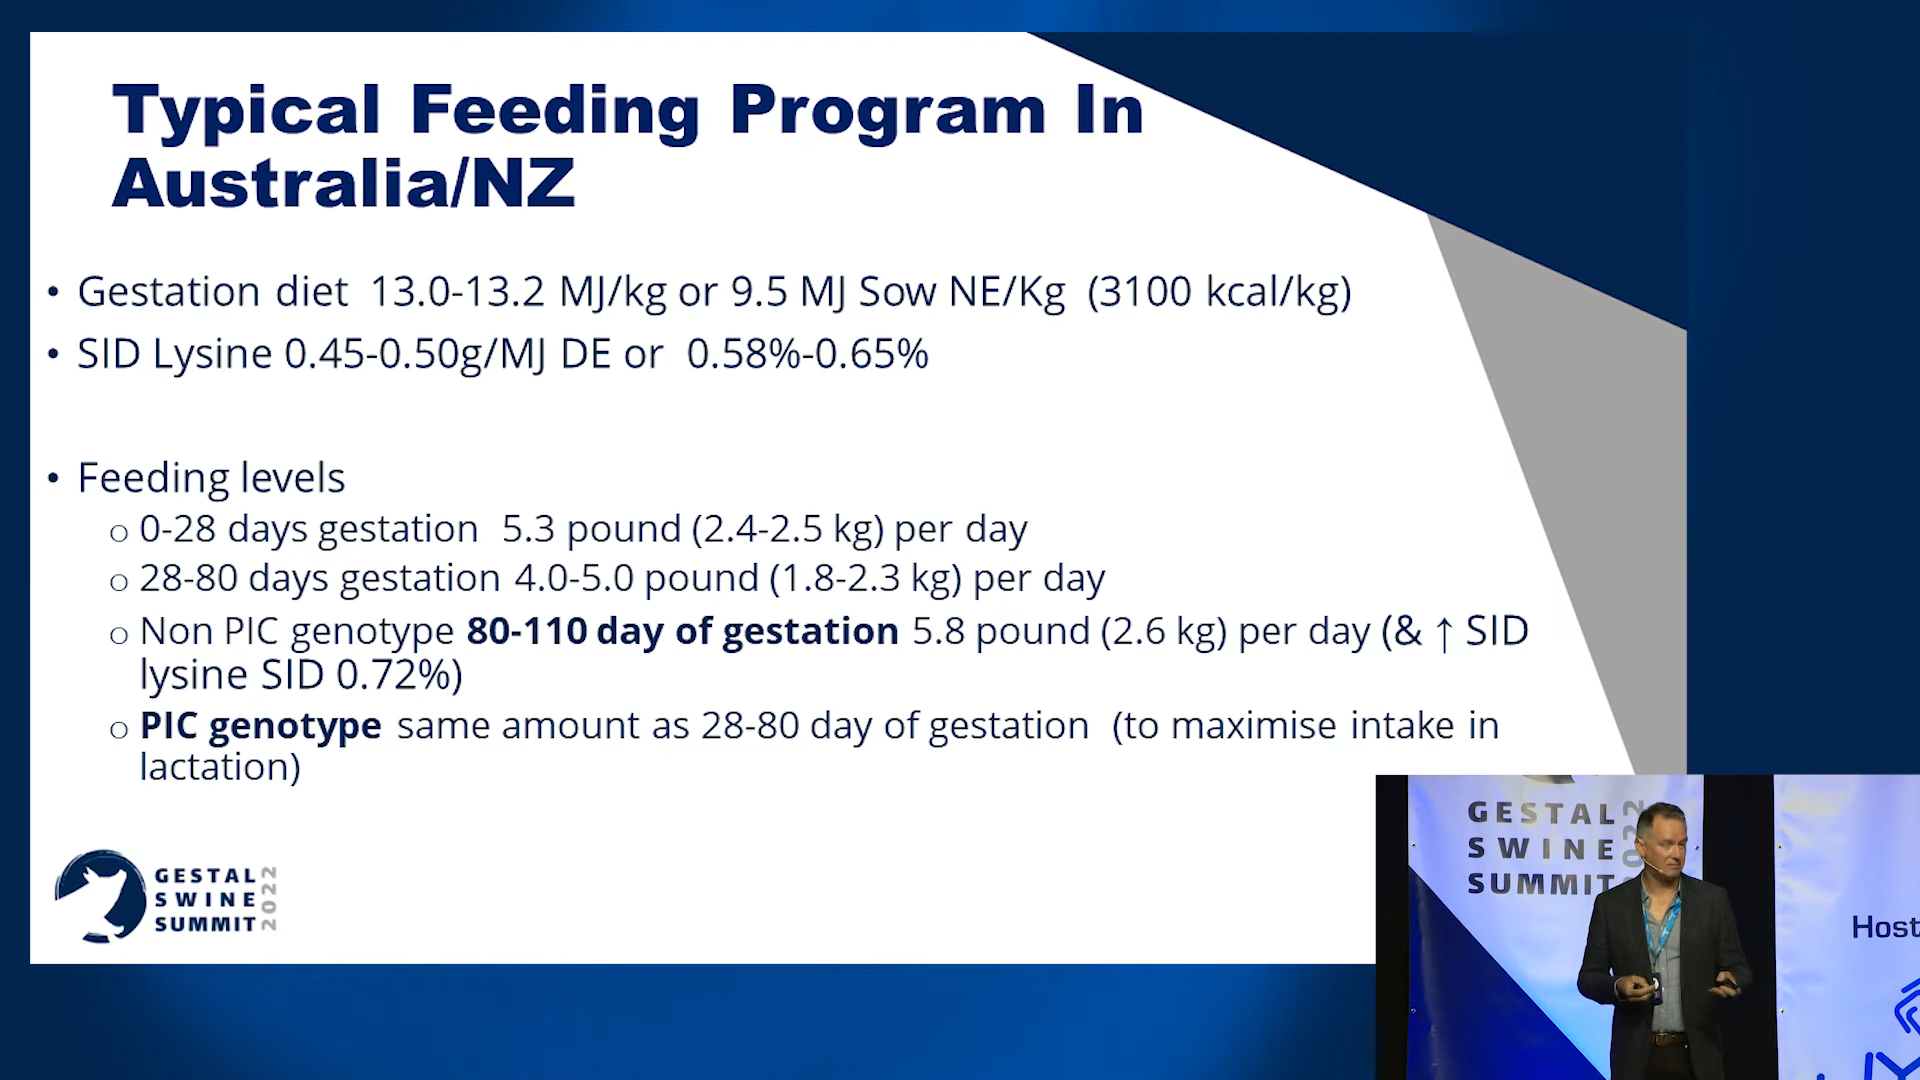 Typical Feeding Program In
Australia/NZ
• Gestation diet 13.0-13.2 MJ/kg or 9.5 MJ Sow NE/Kg (3100 kcal/kg)
• SID Lysine 0.45-0.50g/MJ DE or 0.58%-0.65%
• Feeding levels
o 0-28 days gestation 5.3 pound (2.4-2.5 kg) per day
o 28-80 days gestation 4.0-5.0 pound (1.8-2.3 kg) per day
o Non PIC genotype 80-110 day of gestation 5.8 pound (2.6 kg) per day (& ↑ SID
lysine SID 0.72%)
o PIC genotype same amount as 28-80 day of gestation (to maximise intake in
lactation)
GESTAL
SWINE
SUMMIT
2022
GESTAL
SWINE
SUMMIT
2022
Host